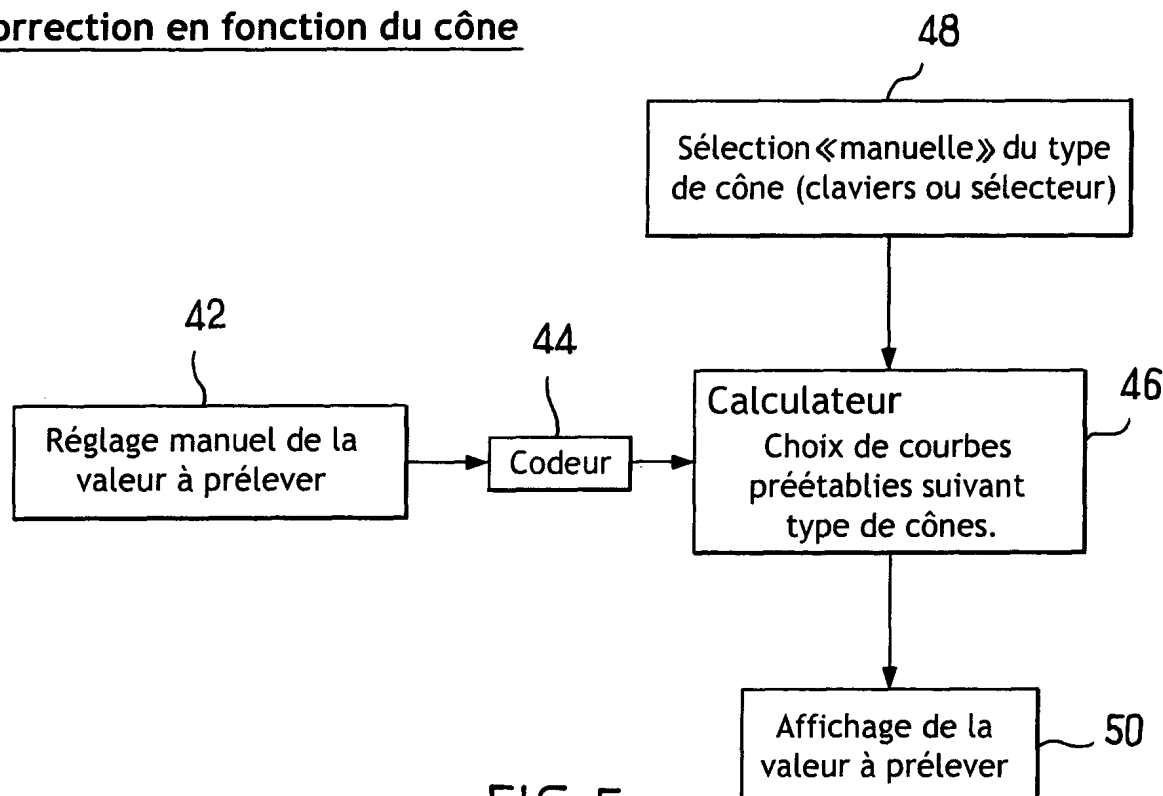 orrection en fonction du cône
48
Sélection «manuelle» du type
de cône (claviers ou sélecteur)
42
44
46
Réglage manuel de la
valeur à prélever
Codeur
Calculateur
Choix de courbes
préétablies suivant
type de cônes.
Affichage de la
valeur à prélever
50